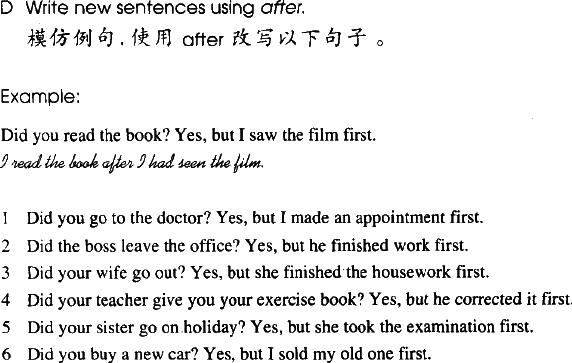 D Write new sentences using after.
模仿例句，使用 after 改写以下句子。
Example:
Did you read the book? Yes, but I saw the film first.
I read the book after I had seen the film.
1 Did you go to the doctor? Yes, but I made an appointment first.
2 Did the boss leave the office? Yes, but he finished work first.
3 Did your wife go out? Yes, but she finished the housework first.
4 Did your teacher give you your exercise book? Yes, but he corrected it first.
5 Did your sister go on holiday? Yes, but she took the examination first.
6 Did you buy a new car? Yes, but I sold my old one first.